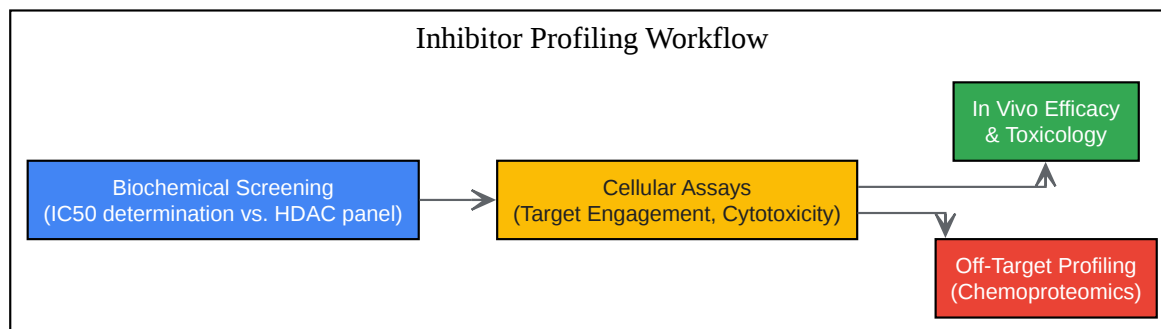 Inhibitor Profiling Workflow
Biochemical Screening
(IC50 determination vs. HDAC panel)
Cellular Assays
(Target Engagement, Cytotoxicity)
In Vivo Efficacy
& Toxicology
Off-Target Profiling
(Chemoproteomics)